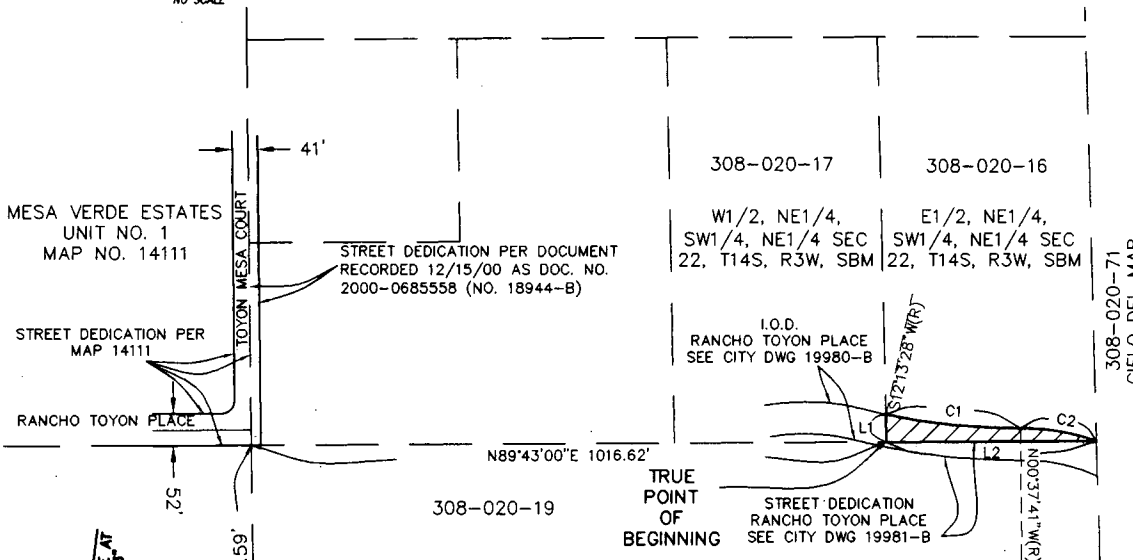 NO SCALE
41'
308-020-17
308-020-16
MESA VERDE ESTATES
UNIT NO. 1
MAP NO. 14111
TOYON MESA COURT
W1/2, NE1/4,
SW1/4, NE1/4 SEC
22, T14S, R3W, SBM
E1/2, NE1/4,
SW1/4, NE1/4 SEC
22, T14S, R3W, SBM
308-020-71
CIELO DEL MAR
STREET DEDICATION PER DOCUMENT
RECORDED 12/15/00 AS DOC. NO.
2000-0685558 (NO. 18944-B)
STREET DEDICATION PER
MAP 14111
I.O.D.
RANCHO TOYON PLACE
SEE CITY DWG 19980-B
S12°13'28"W(R)
RANCHO TOYON PLACE
C1
C2
L1
L2
N89°43'00"E 1016.62'
N00°37'41"W(R)
52'
.59'
308-020-19
TRUE
POINT
OF
BEGINNING
STREET DEDICATION
RANCHO TOYON PLACE
SEE CITY DWG 19981-B